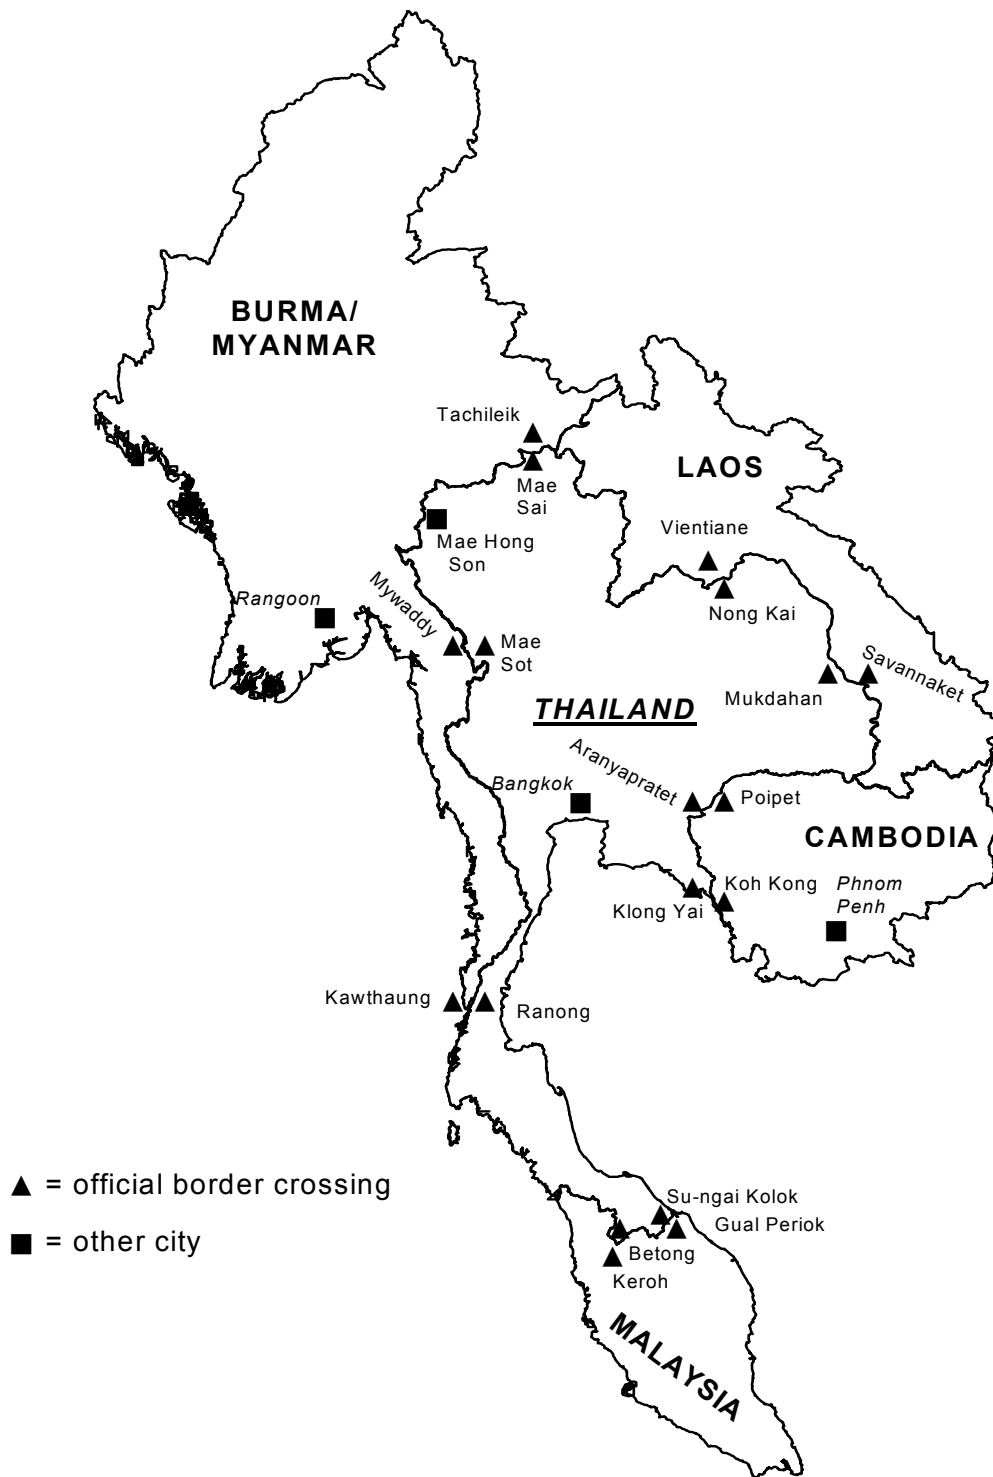 BURMA/
MYANMAR
Tachileik
LAOS
Mae
Sai
Vientiane
Mae Hong
Son
Mywaddy
Rangoon
Nong Kai
Mae
Sot
Savannaket
Mukdahan
THAILAND
Aranyapratet
Bangkok
Poipet
CAMBODIA
Koh Kong
Phnom
Penh
Klong Yai
Kawthaung
Ranong
▲ = official border crossing
Su-ngai Kolok
Gual Periok
■ = other city
Betong
Keroh
MALAYSIA